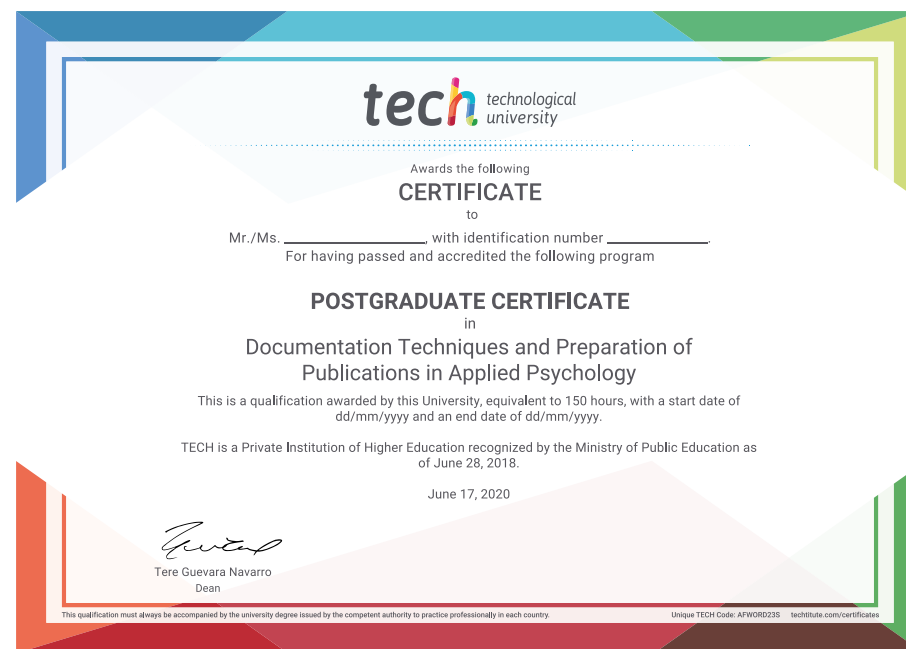 tech technological
university
Awards the following
CERTIFICATE
to
Mr./Ms. ____________________, with identification number ______________.
For having passed and accredited the following program
POSTGRADUATE CERTIFICATE
in
Documentation Techniques and Preparation of
Publications in Applied Psychology
This is a qualification awarded by this University, equivalent to 150 hours, with a start date of
dd/mm/yyyy and an end date of dd/mm/yyyy.
TECH is a Private Institution of Higher Education recognized by the Ministry of Public Education as
of June 28, 2018.
June 17, 2020
Tere Guevara Navarro
Dean
This qualification must always be accompanied by the university degree issued by the competent authority to practice professionally in each country.
Unique TECH Code: AFWORD23S techtitute.com/certificates